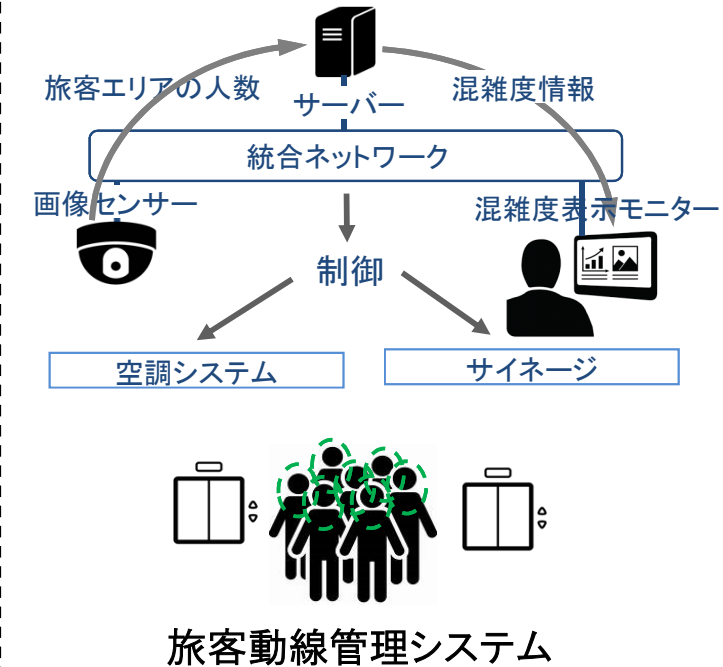 旅客エリアの人数
サーバー
混雑度情報
統合ネットワーク
画像センサー
混雑度表示モニター
制御
空調システム
サイネージ
旅客動線管理システム